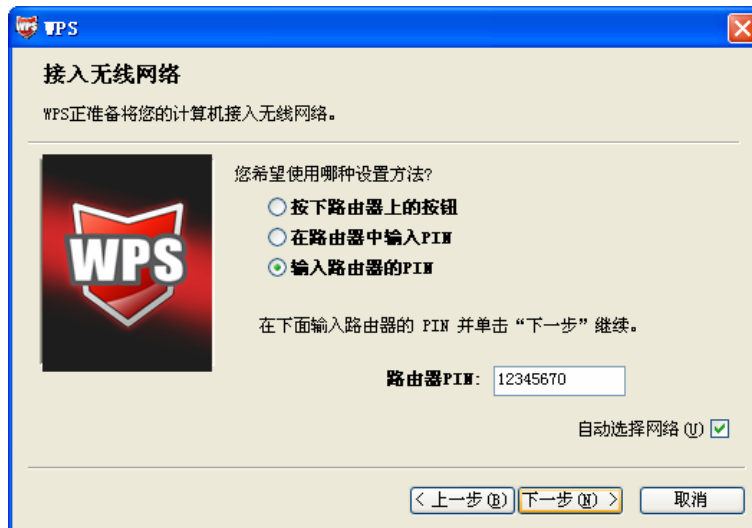 WPS
接入无线网络
WPS正准备将您的计算机接入无线网络。
WPS
您希望使用哪种设置方法?
按下路由器上的按钮
在路由器中输入PIN
输入路由器的PIN
在下面输入路由器的 PIN 并单击“下一步”继续。
路由器PIN: 12345670
自动选择网络(U)
< 上一步(B) 下一步(N) > 取消